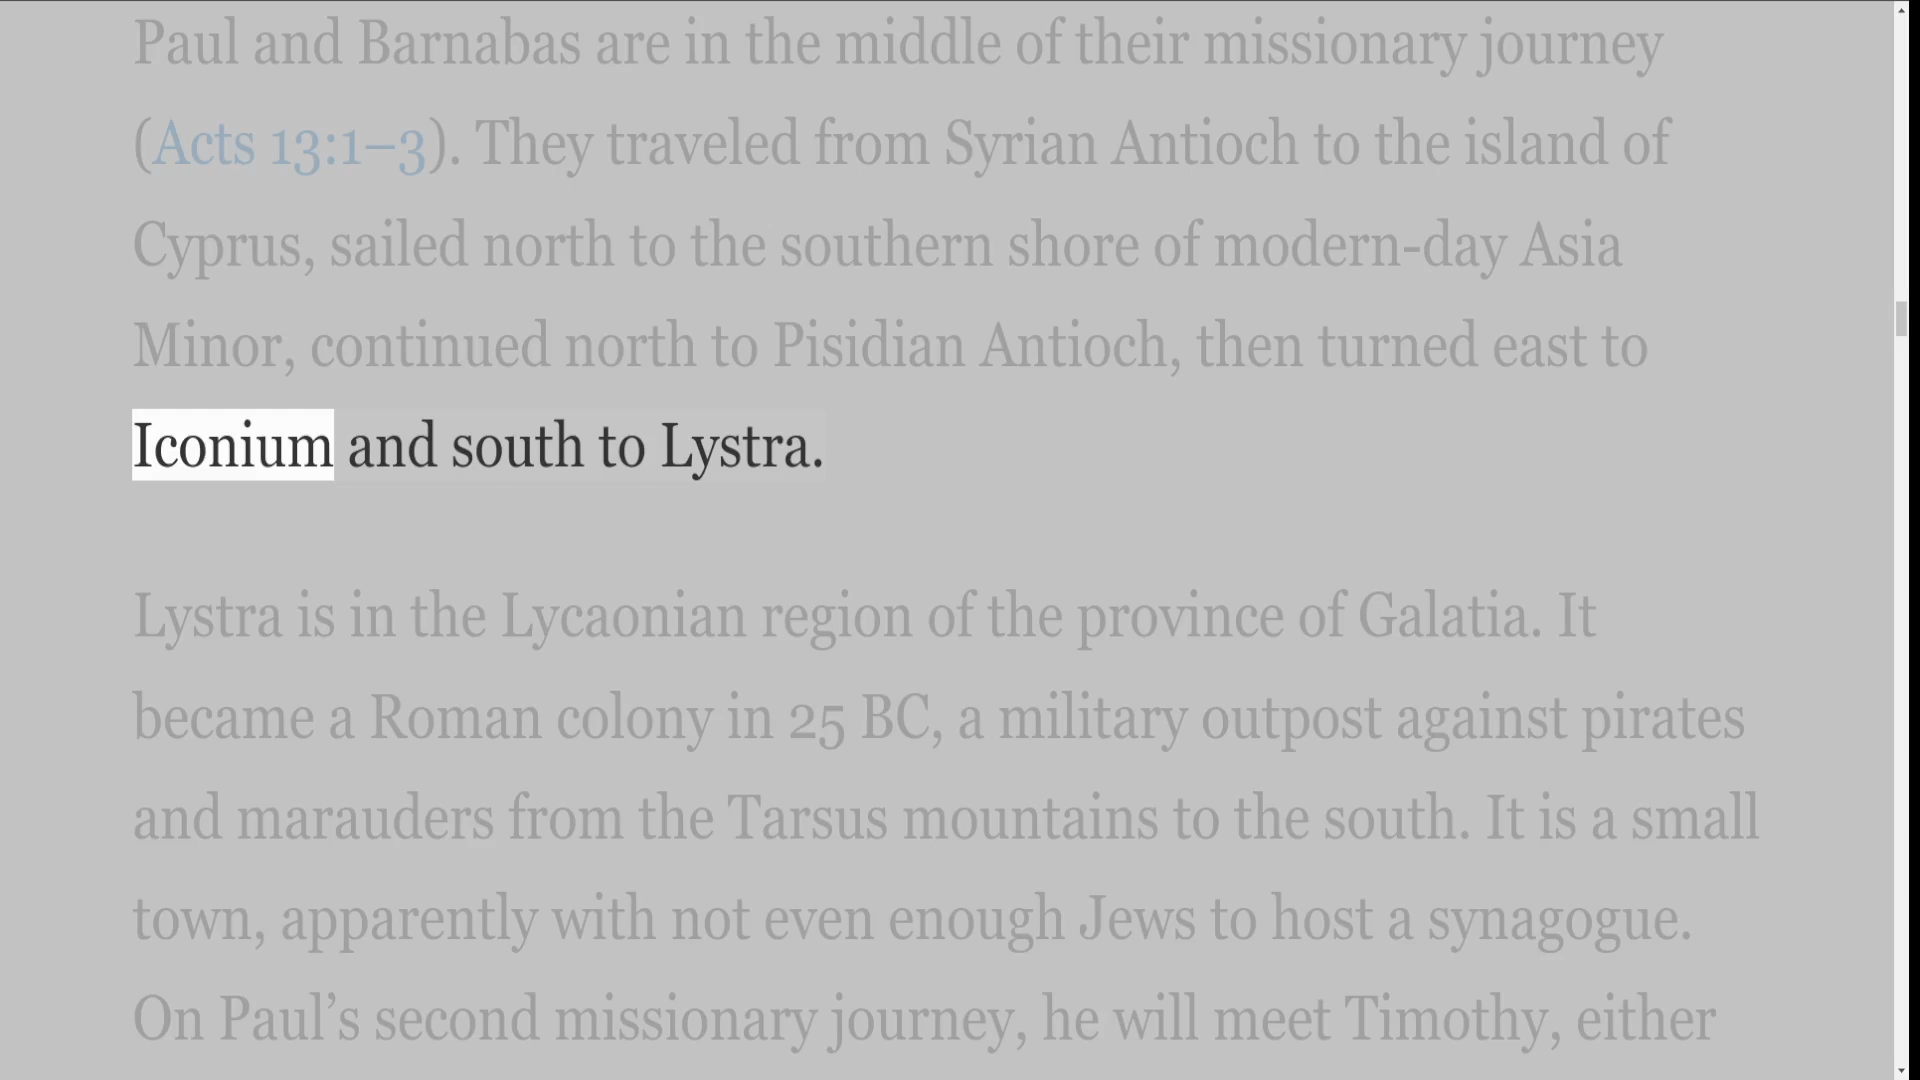 Paul and Barnabas are in the middle of their missionary journey
(Acts 13:1–3). They traveled from Syrian Antioch to the island of
Cyprus, sailed north to the southern shore of modern-day Asia
Minor, continued north to Pisidian Antioch, then turned east to
Iconium and south to Lystra.
Lystra is in the Lycaonian region of the province of Galatia. It
became a Roman colony in 25 BC, a military outpost against pirates
and marauders from the Tarsus mountains to the south. It is a small
town, apparently with not even enough Jews to host a synagogue.
On Paul’s second missionary journey, he will meet Timothy, either